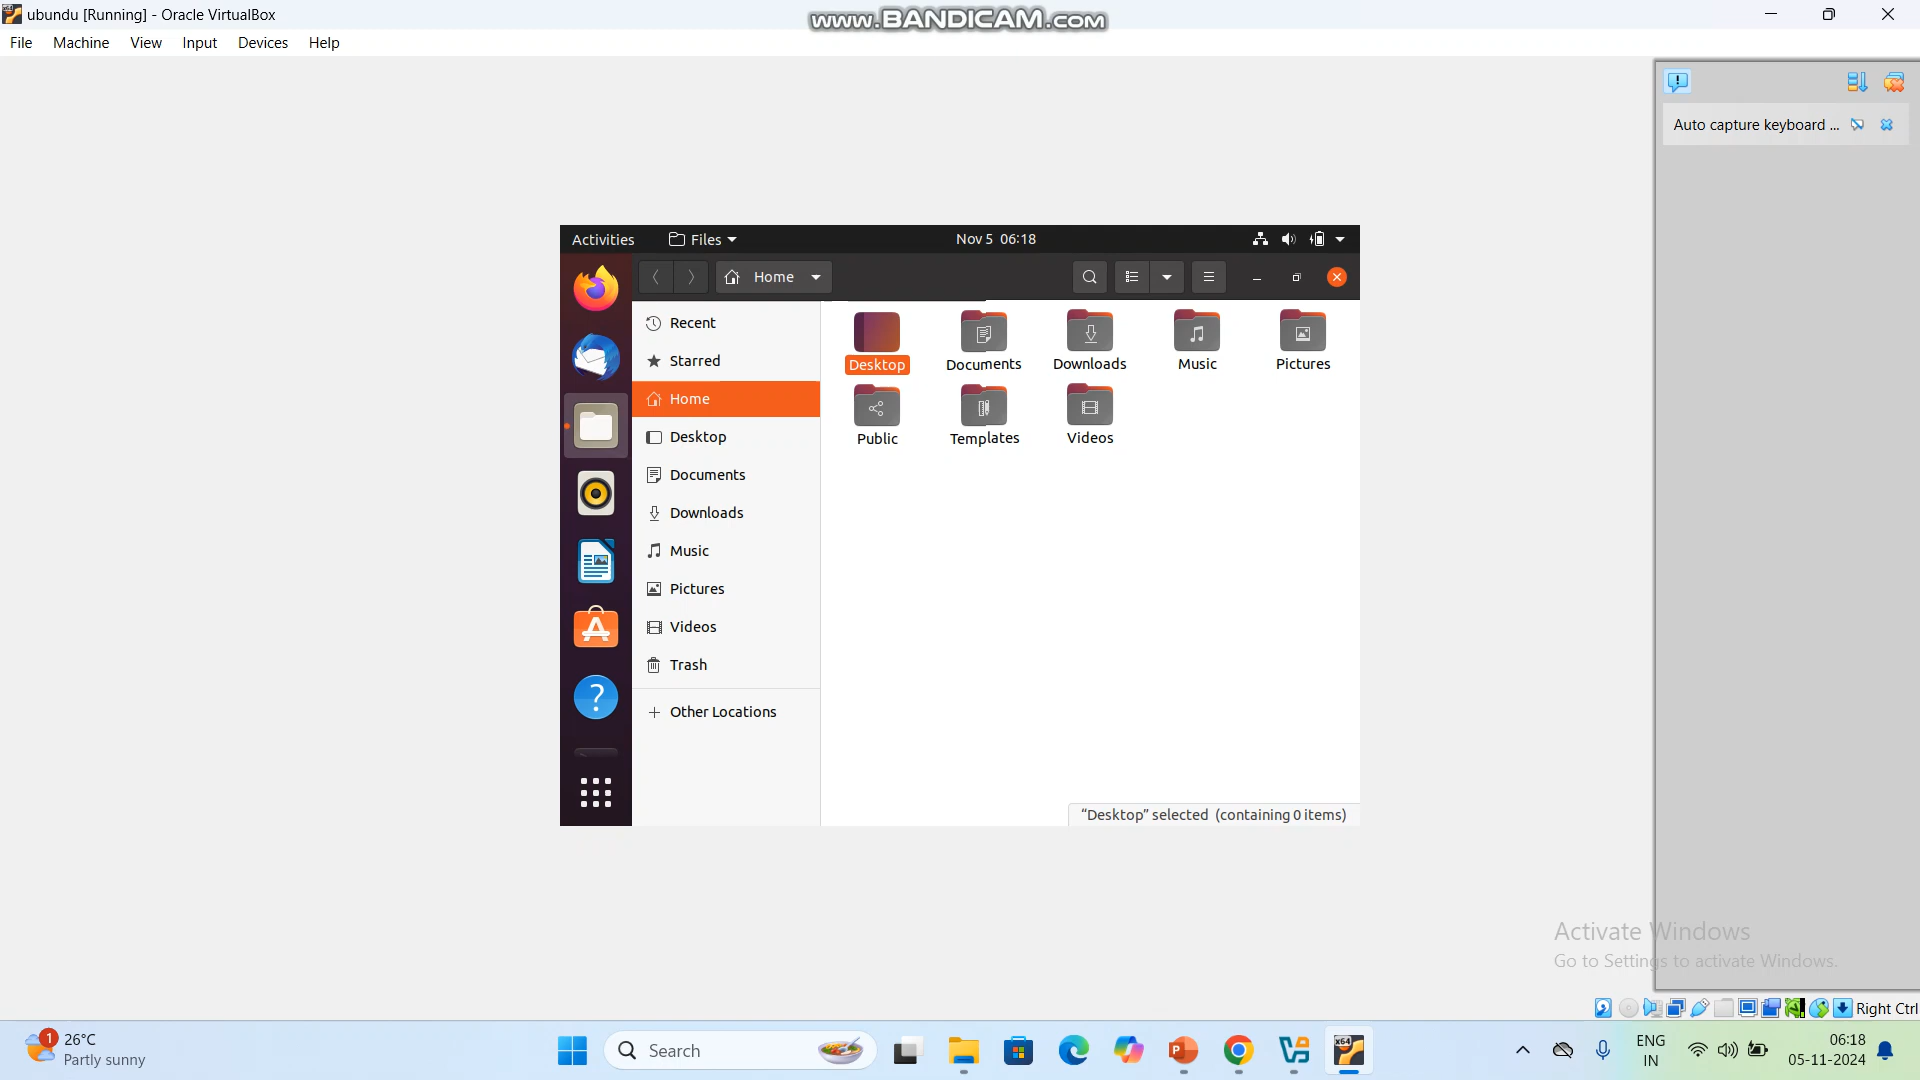 ubundu [Running] - Oracle VirtualBox
www.BANDICAM.com
File Machine View Input Devices Help
Auto capture keyboard ...
Activities Files Nov 5 06:18
Home
Recent
Starred
Home
Desktop
Documents
Downloads
Music
Pictures
Videos
Trash
Other Locations
Desktop Documents Downloads Music Pictures
Public Templates Videos
“Desktop” selected (containing 0 items)
Activate Windows
Go to Settings to activate Windows.
Right Ctrl
1
26°C
Partly sunny
Search
x64
ENG
IN
06:18
05-11-2024